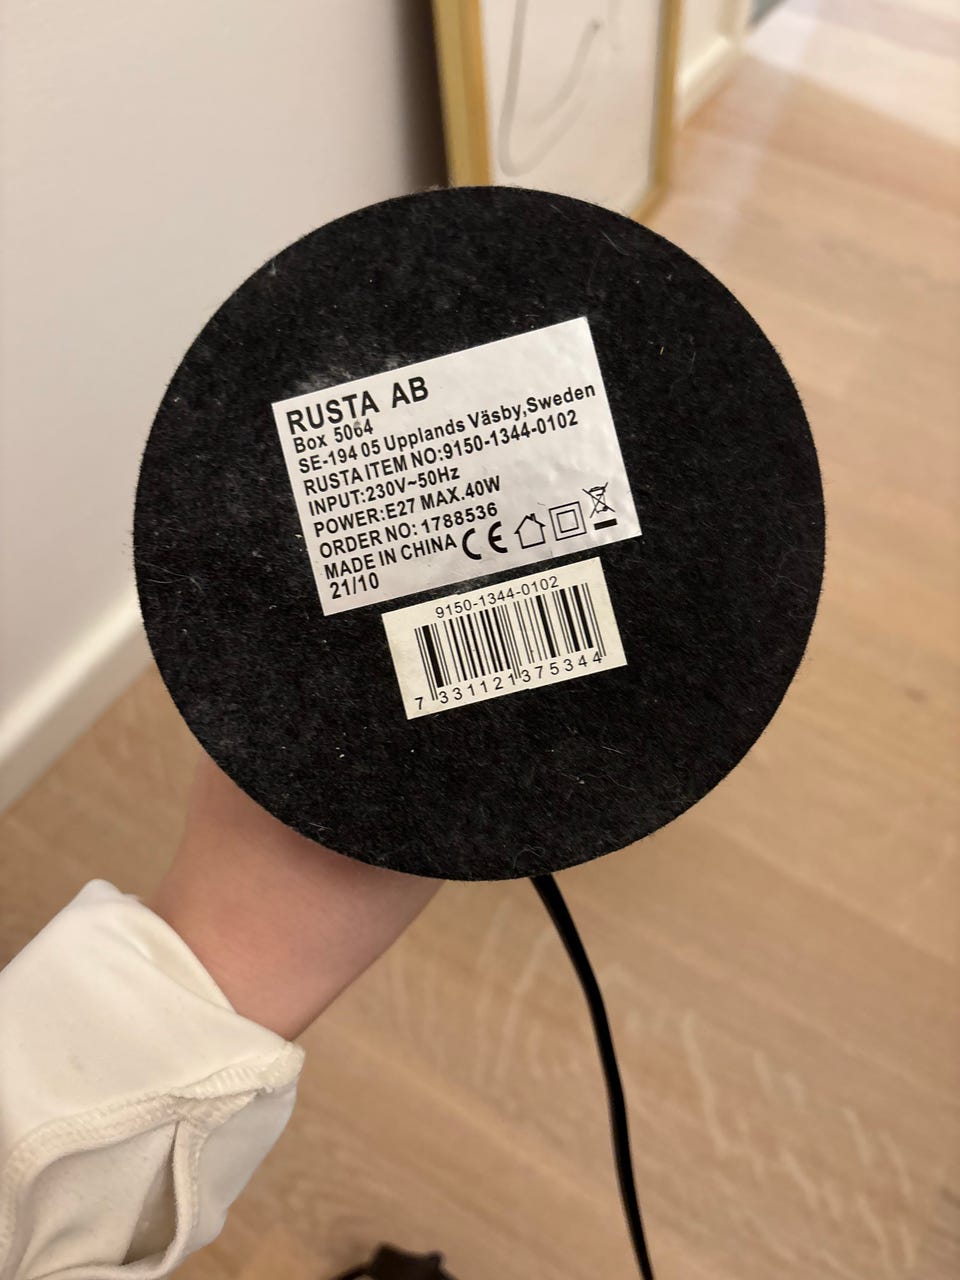 RUSTA AB
Box 5064
SE-194 05 Upplands Väsby,Sweden
RUSTA ITEM NO:9150-1344-0102
INPUT:230V~50Hz
POWER:E27 MAX.40W
ORDER NO: 1788536
MADE IN CHINA CE
21/10
9150-1344-0102
7 331121 375344